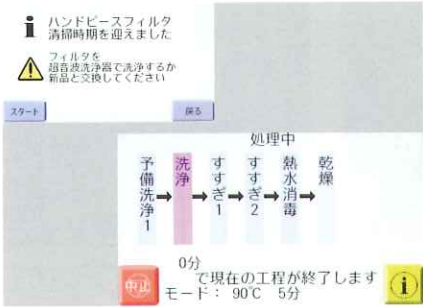 ハンドピースフィルタ
清掃時期を迎えました
フィルタを
超音波洗浄器で洗浄するか
新品と交換してください
スタート
戻る
処理中
予備洗浄1
洗浄
すすぎ1
すすぎ2
熱水消毒
乾燥
0分
で現在の工程が終了します
中止
モード： 90℃ 5分